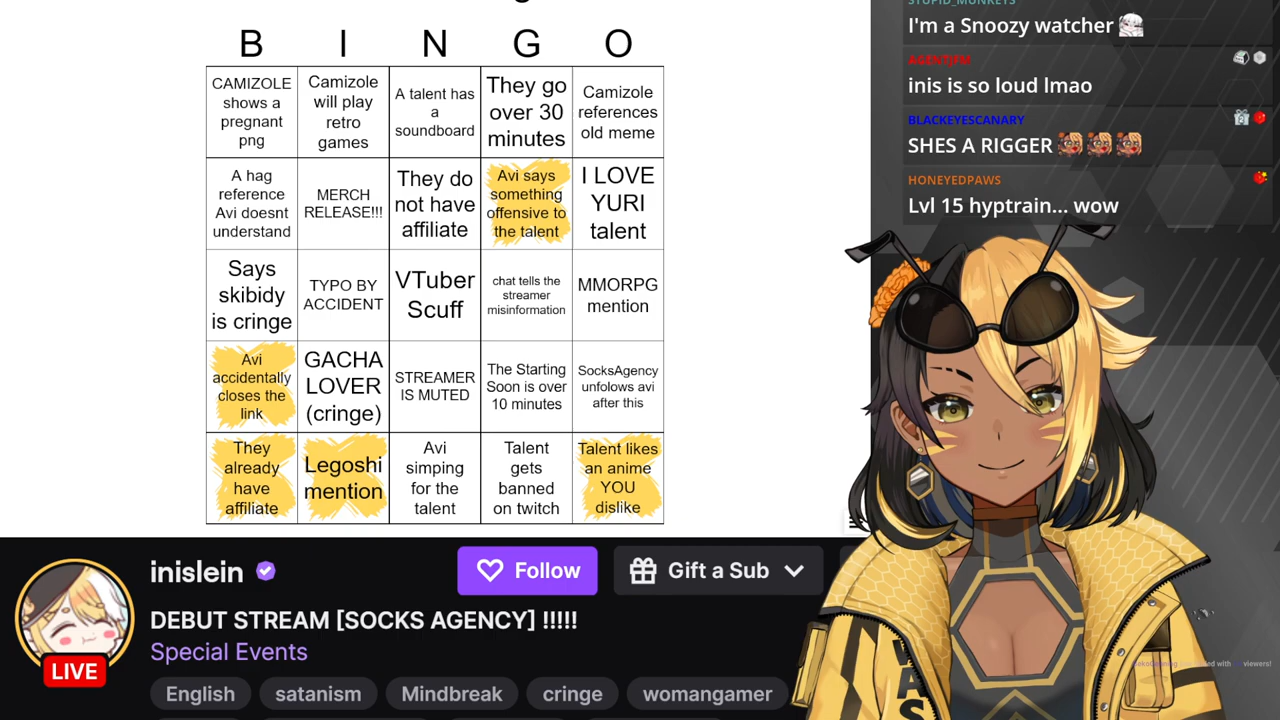 B I N G O
CAMIZOLE
shows a
pregnant
png
Camizole
will play
retro
games
A talent has
a
soundboard
They go
over 30
minutes
Camizole
references
old meme
A hag
reference
Avi doesnt
understand
MERCH
RELEASE!!!
They do
not have
affiliate
Avi says
something
offensive to
the talent
I LOVE
YURI
talent
Says
skibidy
is cringe
TYPO BY
ACCIDENT
VTuber
Scuff
chat tells the
streamer
misinformation
MMORPG
mention
Avi
accidentally
closes the
link
GACHA
LOVER
(cringe)
STREAMER
IS MUTED
The Starting
Soon is over
10 minutes
SocksAgency
unfolows avi
after this
They
already
have
affiliate
Legoshi
mention
Avi
simping
for the
talent
Talent
gets
banned
on twitch
Talent likes
an anime
YOU
dislike
STUPID_MONKEYS
I'm a Snoozy watcher
AGENTJFM
inis is so loud lmao
BLACKEYESCANARY
SHES A RIGGER
HONEYEDPAWS
Lvl 15 hyptrain... wow
inislein
Follow
Gift a Sub
DEBUT STREAM [SOCKS AGENCY] !!!!!
Special Events
LIVE
English
satanism
Mindbreak
cringe
womangamer
viewers!